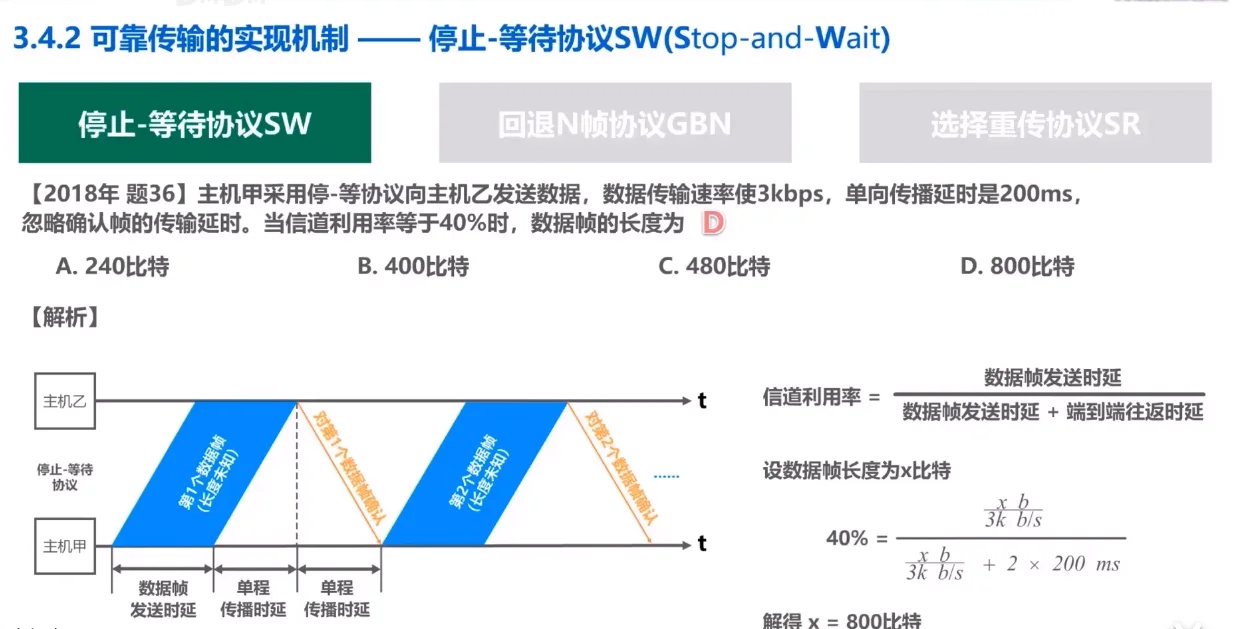 3.4.2 可靠传输的实现机制 —— 停止-等待协议SW(Stop-and-Wait)
停止-等待协议SW
回退N帧协议GBN
选择重传协议SR
【2018年 题36】主机甲采用停-等协议向主机乙发送数据，数据传输速率使3kbps，单向传播延时是200ms，
忽略确认帧的传输延时。当信道利用率等于40%时，数据帧的长度为 D
A. 240比特
B. 400比特
C. 480比特
D. 800比特
【解析】
主机乙
t
停止-等待
协议
主机甲
t
第1个数据帧
(长度未知)
对第1个数据帧确认
第2个数据帧
(长度未知)
对第2个数据帧确认
......
数据帧
发送时延
单程
传播时延
单程
传播时延
信道利用率 =
数据帧发送时延
数据帧发送时延 + 端到端往返时延
设数据帧长度为x比特
x b
3k b/s
40% =
x b
3k b/s
+ 2 × 200 ms
解得 x = 800比特